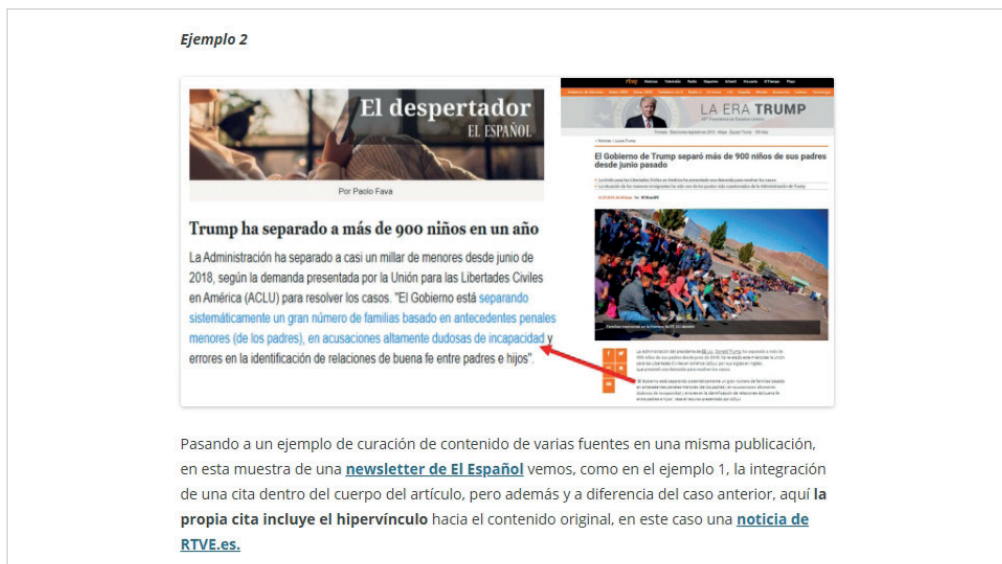 Ejemplo 2
El despertador
EL ESPAÑOL
Por Paolo Fava
Trump ha separado a más de 900 niños en un año
La Administración ha separado a casi un millar de menores desde junio de
2018, según la demanda presentada por la Unión para las Libertades Civiles
en América (ACLU) para resolver los casos. "El Gobierno está separando
sistemáticamente un gran número de familias basado en antecedentes penales
menores (de los padres), en acusaciones altamente dudosas de incapacidad y
errores en la identificación de relaciones de buena fe entre padres e hijos".
LA ERA TRUMP
El Gobierno de Trump separó más de 900 niños de sus padres
desde junio pasado
Pasando a un ejemplo de curación de contenido de varias fuentes en una misma publicación,
en esta muestra de una newsletter de El Español vemos, como en el ejemplo 1, la integración
de una cita dentro del cuerpo del artículo, pero además y a diferencia del caso anterior, aquí la
propia cita incluye el hipervínculo hacia el contenido original, en este caso una noticia de
RTVE.es.